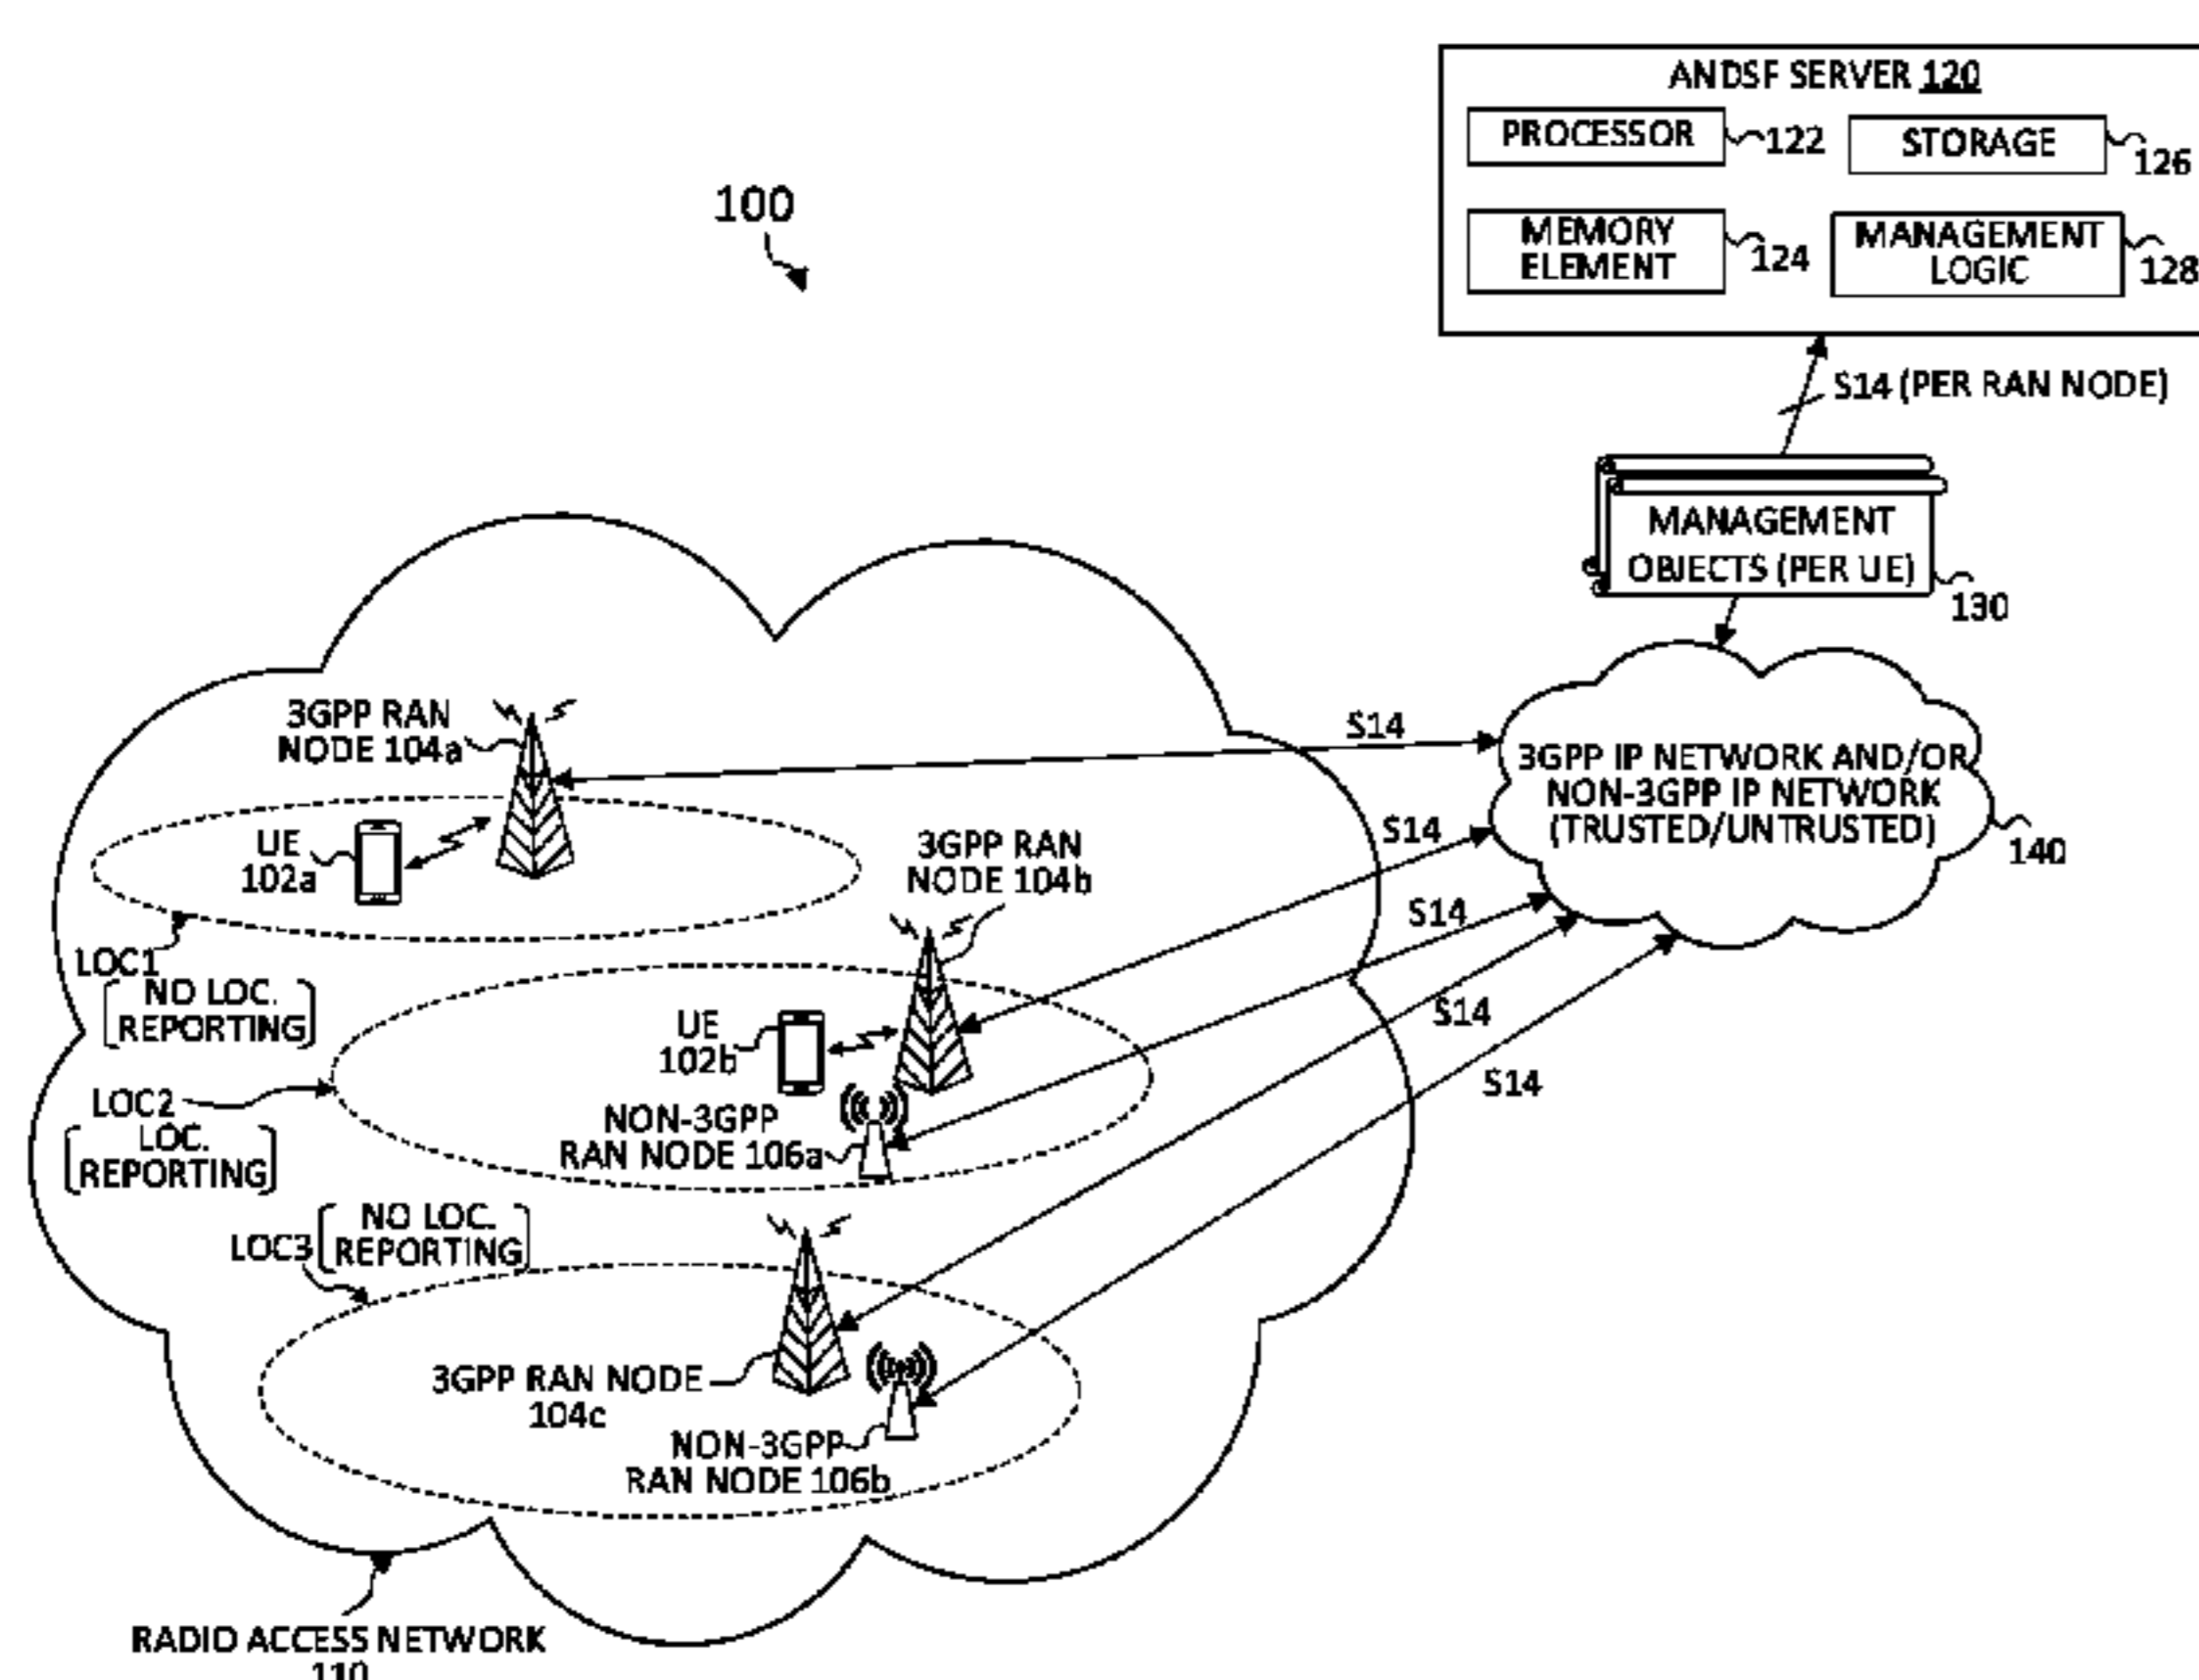 ANDSF SERVER 120
PROCESSOR
122
STORAGE
126
MEMORY
ELEMENT
124
MANAGEMENT
LOGIC
128
100
S14 (PER RAN NODE)
MANAGEMENT
OBJECTS (PER UE)
130
3GPP RAN
NODE 104a
S14
3GPP IP NETWORK AND/OR
NON-3GPP IP NETWORK
(TRUSTED/UNTRUSTED)
140
UE
102a
3GPP RAN
NODE 104b
S14
S14
LOC1
NO LOC.
REPORTING
UE
102b
S14
S14
LOC2
LOC.
REPORTING
NON-3GPP
RAN NODE 106a
LOC3
NO LOC.
REPORTING
3GPP RAN NODE
104c
NON-3GPP
RAN NODE 106b
RADIO ACCESS NETWORK
110